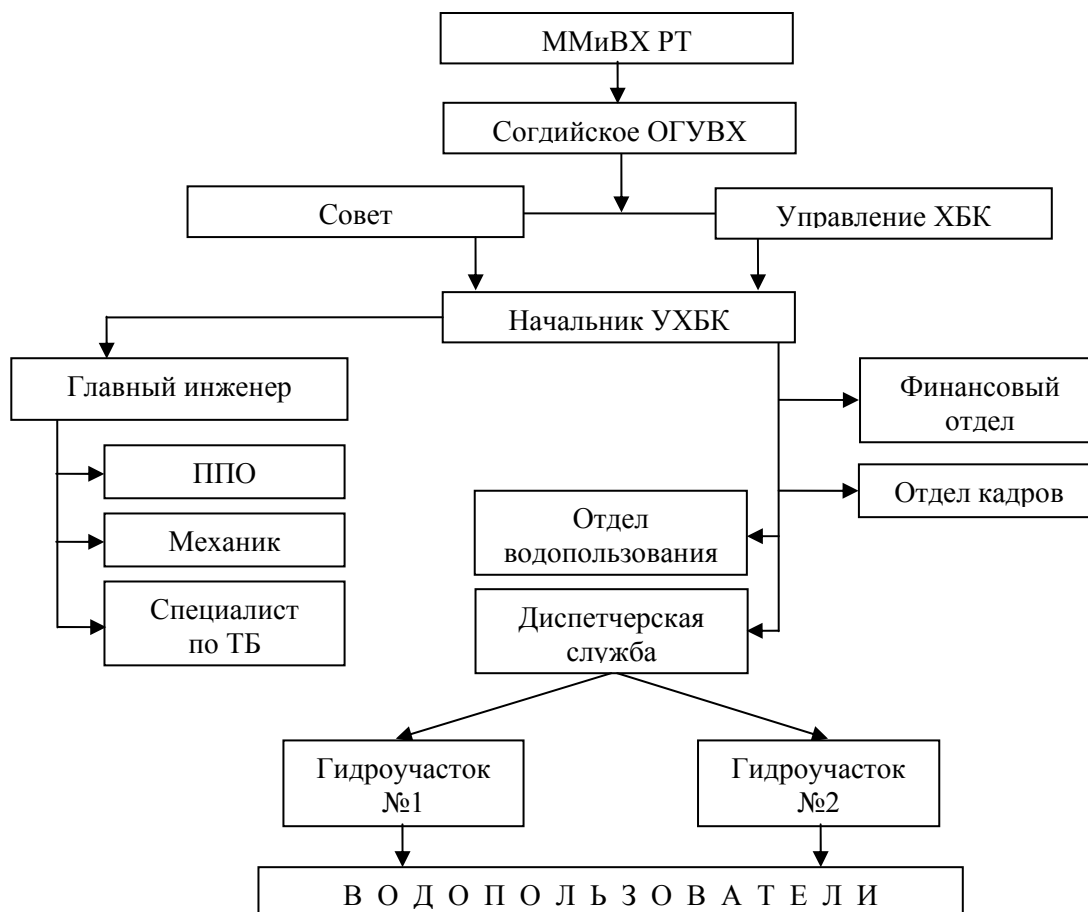 ММиВХ РТ
Согдийское ОГУВХ
Совет
Управление ХБК
Начальник УХБК
Главный инженер
Финансовый
отдел
ППО
Отдел кадров
Отдел
водопользования
Механик
Специалист
по ТБ
Диспетчерская
служба
Гидроучасток
№1
Гидроучасток
№2
В О Д О П О Л Ь З О В А Т Е Л И